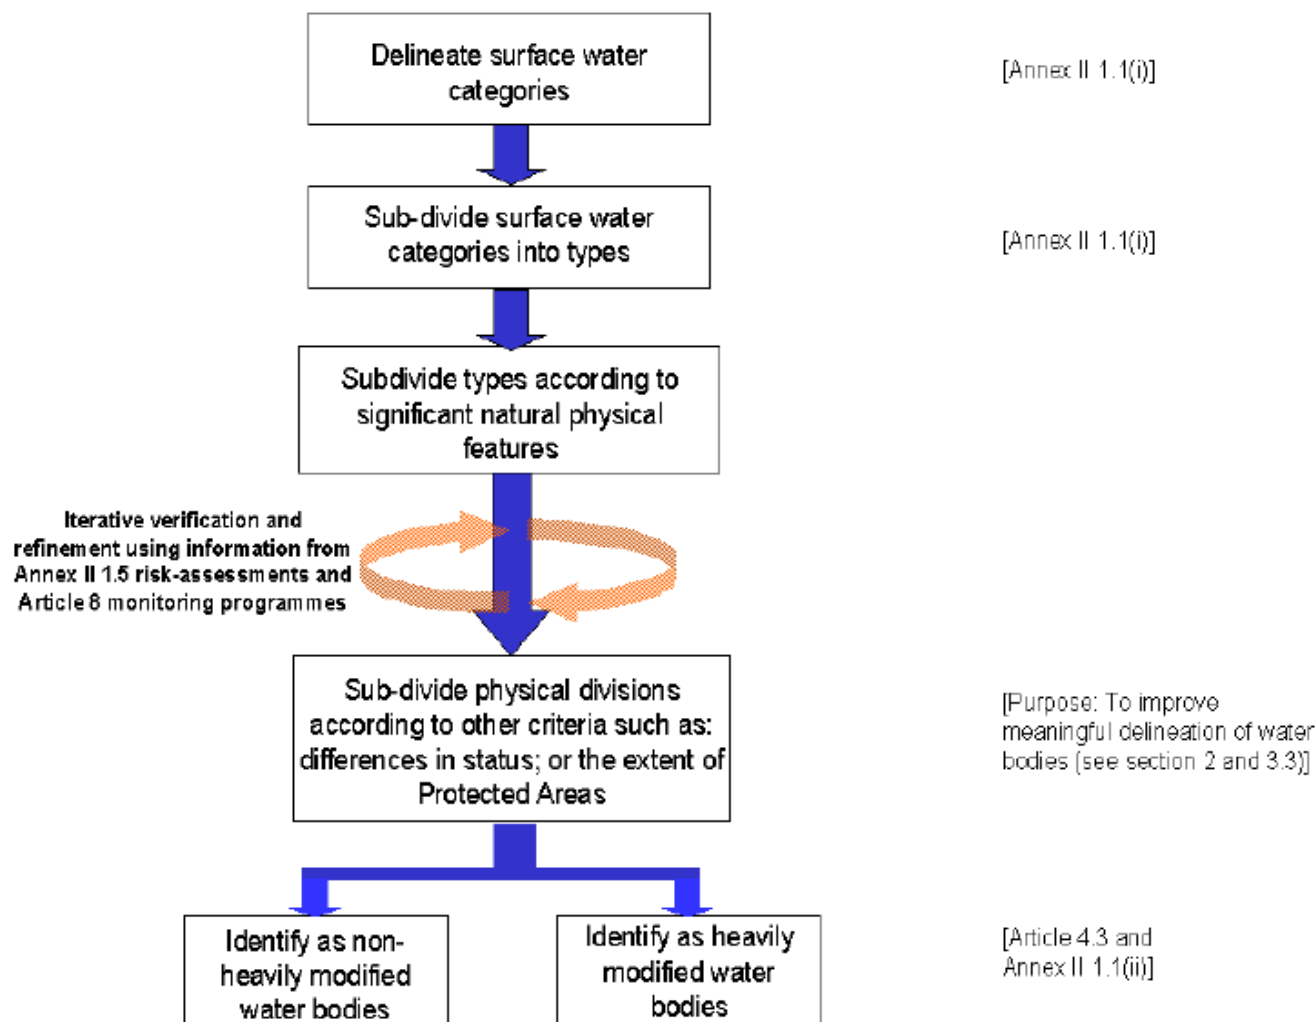 Delineate surface water
categories
[Annex II 1.1(i)]
Sub-divide surface water
categories into types
[Annex II 1.1(i)]
Subdivide types according to
significant natural physical
features
Iterative verification and
refinement using information from
Annex II 1.5 risk-assessments and
Article 8 monitoring programmes
Sub-divide physical divisions
according to other criteria such as:
differences in status; or the extent of
Protected Areas
[Purpose: To improve
meaningful delineation of water
bodies (see section 2 and 3.3)]
Identify as non-
heavily modified
water bodies
Identify as heavily
modified water
bodies
[Article 4.3 and
Annex II 1.1(ii)]